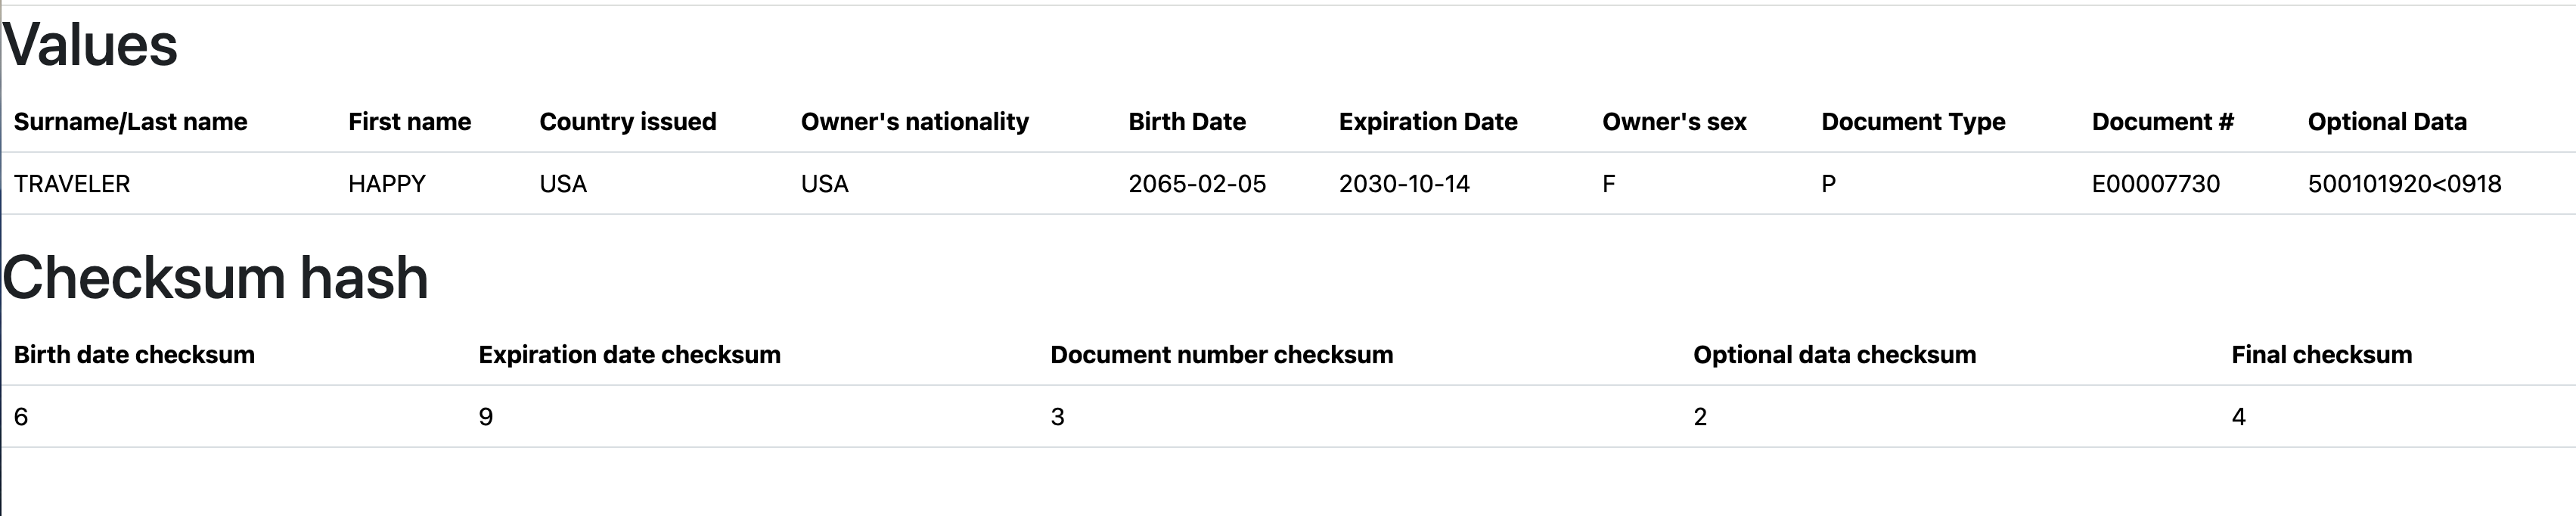 Values
Surname/Last name First name Country issued Owner's nationality Birth Date Expiration Date Owner's sex Document Type Document # Optional Data
TRAVELER HAPPY USA USA 2065-02-05 2030-10-14 F P E00007730 500101920<0918
Checksum hash
Birth date checksum Expiration date checksum Document number checksum Optional data checksum Final checksum
6 9 3 2 4